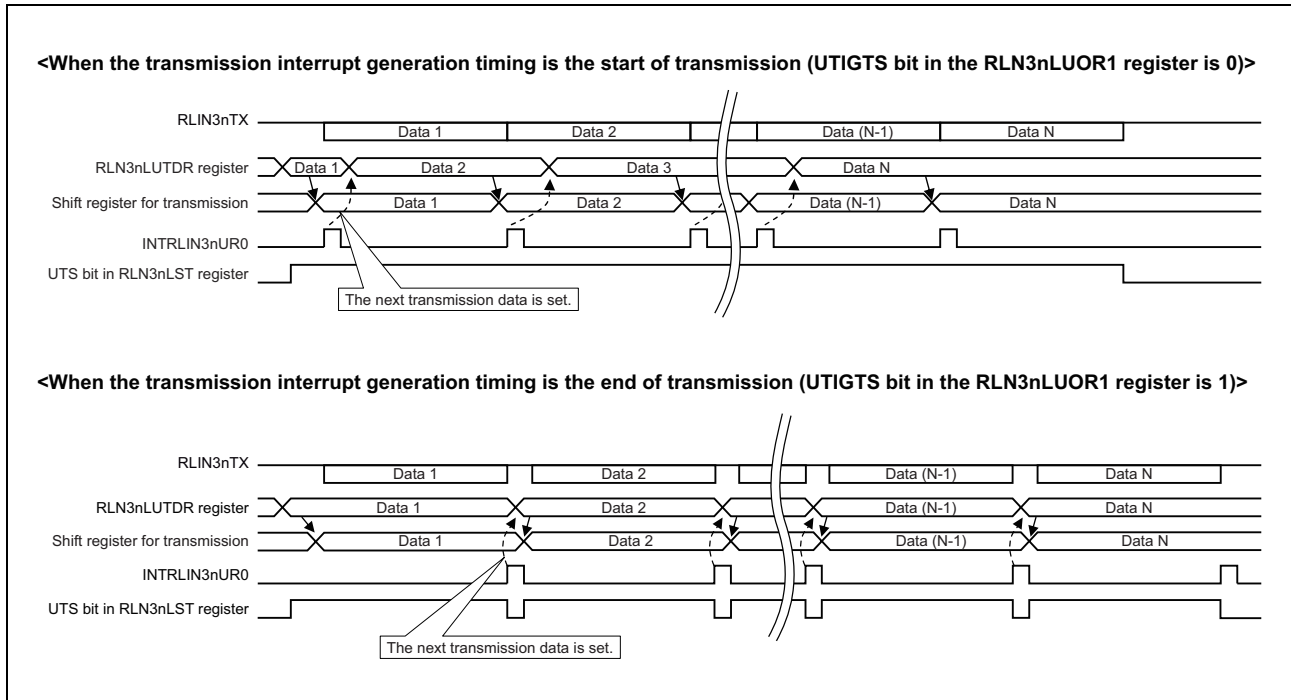 <When the transmission interrupt generation timing is the start of transmission (UTIGTS bit in the RLN3nLUOR1 register is 0)>
RLIN3nTX
Data 1 Data 2 Data (N-1) Data N
RLN3nLUTDR register
Data 1 Data 2 Data 3 Data N
Shift register for transmission
Data 1 Data 2 Data (N-1) Data N
INTRLIN3nUR0
UTS bit in RLN3nLST register
The next transmission data is set.
<When the transmission interrupt generation timing is the end of transmission (UTIGTS bit in the RLN3nLUOR1 register is 1)>
RLIN3nTX
Data 1 Data 2 Data (N-1) Data N
RLN3nLUTDR register
Data 1 Data 2 Data (N-1) Data N
Shift register for transmission
Data 1 Data 2 Data (N-1) Data N
INTRLIN3nUR0
UTS bit in RLN3nLST register
The next transmission data is set.